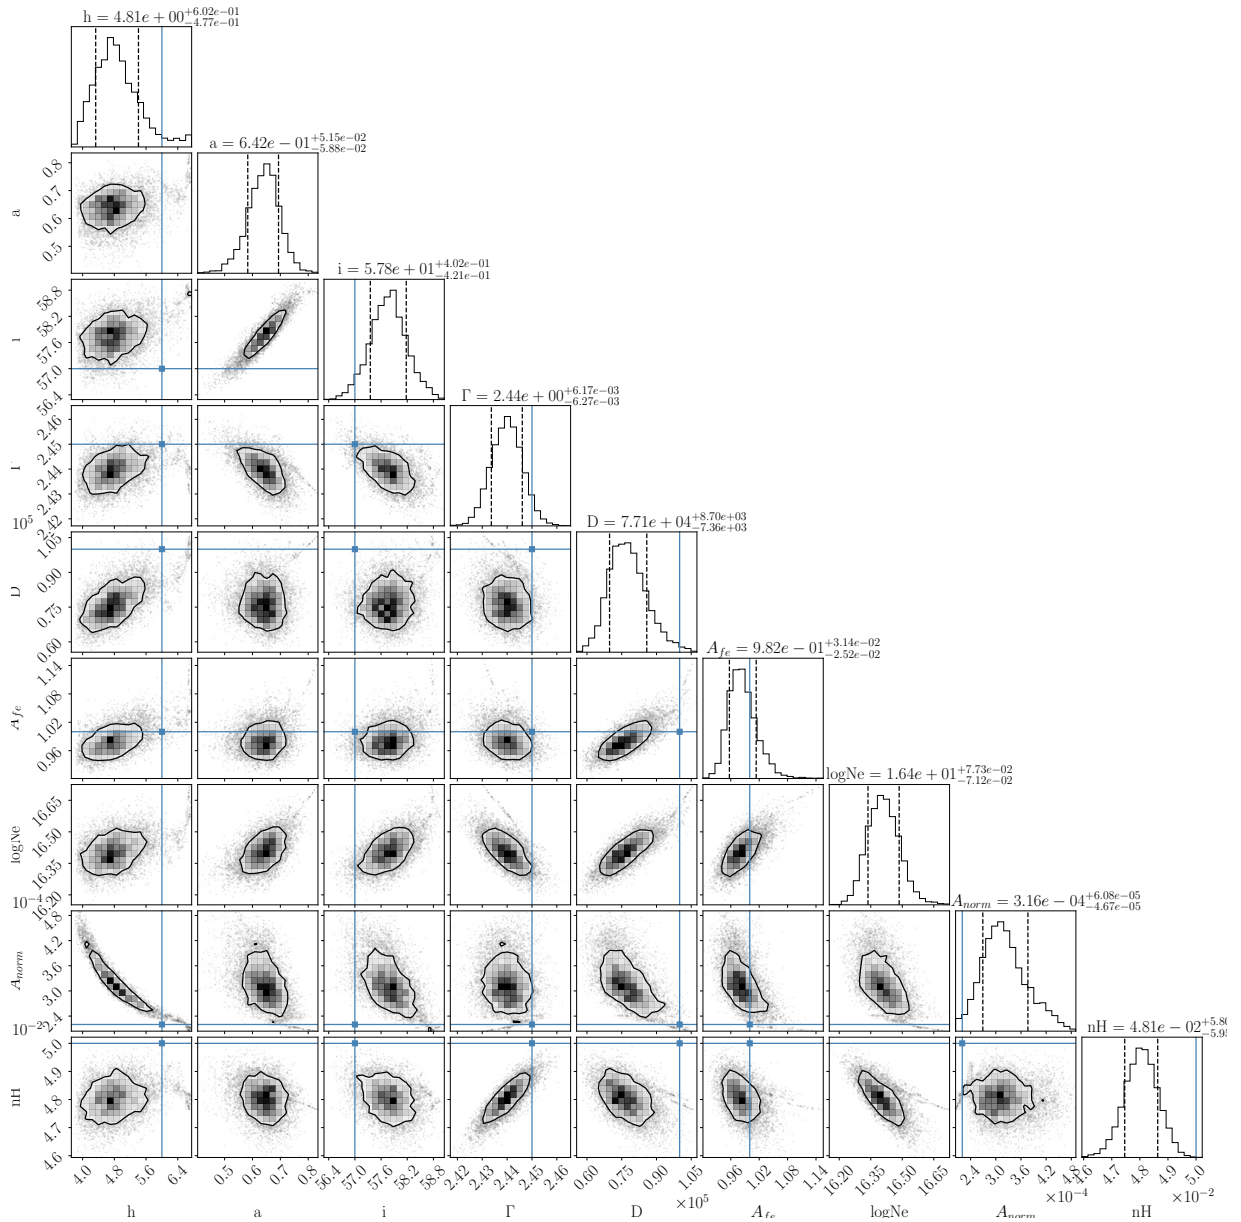 h = 4.81e + 00 +6.02e−01 −4.77e−01
a = 6.42e − 01 +5.15e−02 −5.88e−02
0.8
0.7
0.6
0.5
a
i = 5.78e + 01 +4.02e−01 −4.21e−01
58.8
58.2
57.6
57.0
56.4
i
Γ = 2.44e + 00 +6.17e−03 −6.27e−03
2.46
2.45
2.44
2.43
2.42
Γ
D = 7.71e + 04 +8.70e+03 −7.36e+03
10^5
1.05
0.90
0.75
0.60
D
A_fe = 9.82e − 01 +3.14e−02 −2.52e−02
1.14
1.08
1.02
0.96
A_fe
logNe = 1.64e + 01 +7.73e−02 −7.12e−02
16.65
16.50
16.35
16.20
logNe
A_norm = 3.16e − 04 +6.08e−05 −4.67e−05
10^−4
4.8
4.2
3.6
3.0
2.4
A_norm
nH = 4.81e − 02
10^−2
5.0
4.9
4.8
4.7
4.6
nH
4.0 4.8 5.6 6.4
0.5 0.6 0.7 0.8
56.4 57.0 57.6 58.2 58.8
2.42 2.43 2.44 2.45 2.46
0.60 0.75 0.90 1.05
0.96 1.02 1.08 1.14
16.20 16.35 16.50 16.65
2.4 3.0 3.6 4.2 4.8
4.6 4.7 4.8 4.9 5.0
×10^5 ×10^−4 ×10^−2
h a i Γ D A_fe logNe A_norm nH